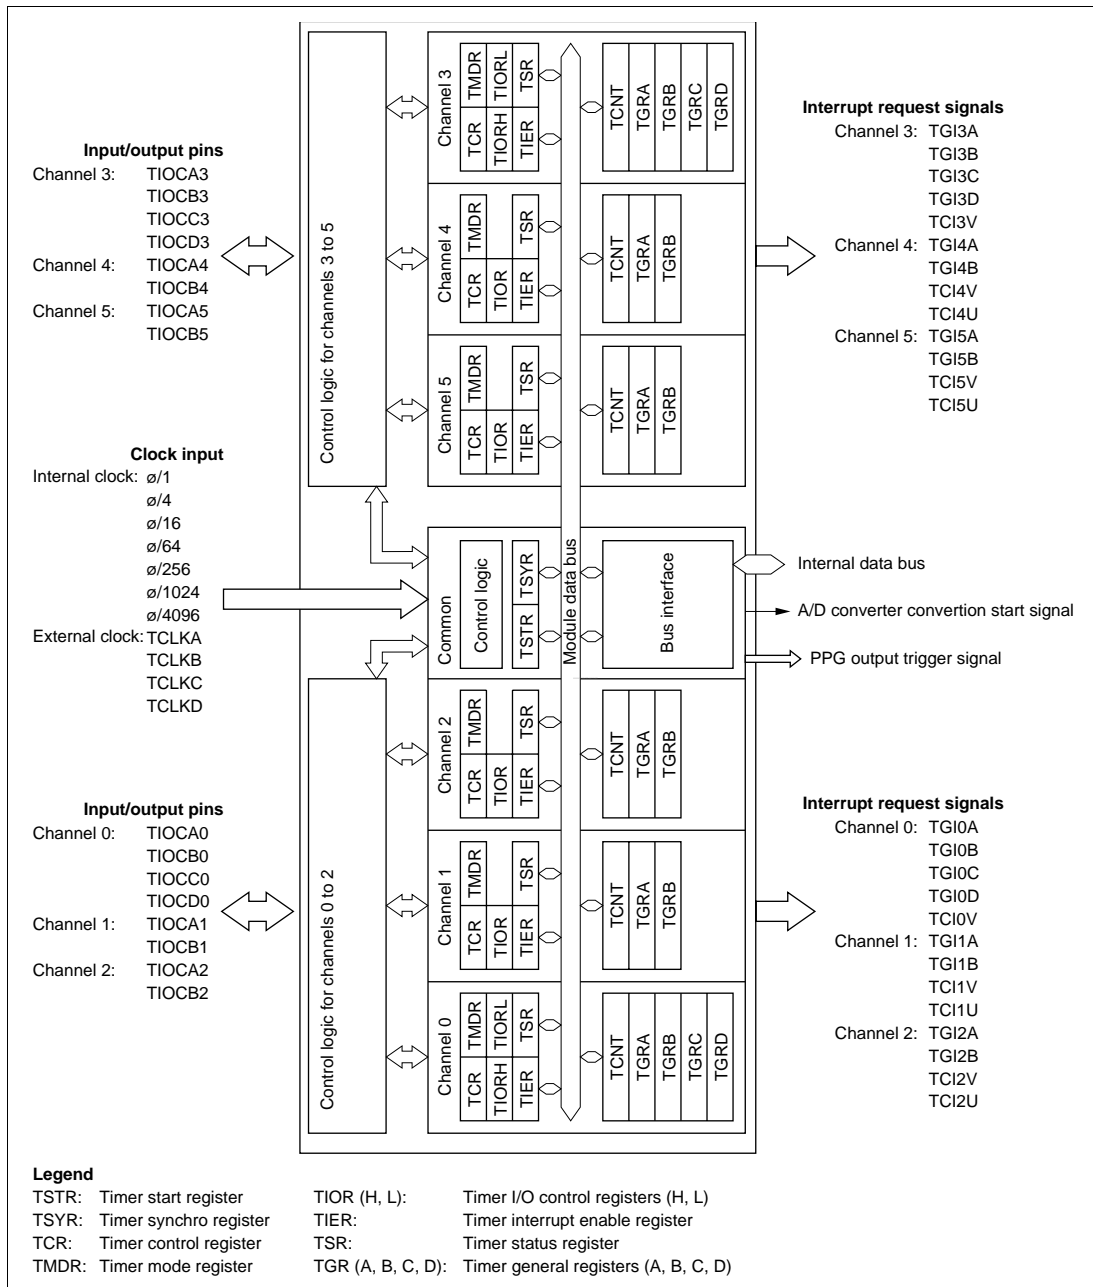 Input/output pins
Channel 3: TIOCA3
TIOCB3
TIOCC3
TIOCD3
Channel 4: TIOCA4
TIOCB4
Channel 5: TIOCA5
TIOCB5
Clock input
Internal clock: ø/1
ø/4
ø/16
ø/64
ø/256
ø/1024
ø/4096
External clock: TCLKA
TCLKB
TCLKC
TCLKD
Input/output pins
Channel 0: TIOCA0
TIOCB0
TIOCC0
TIOCD0
Channel 1: TIOCA1
TIOCB1
Channel 2: TIOCA2
TIOCB2
Control logic for channels 3 to 5
Control logic for channels 0 to 2
Channel 3
TCR TMDR
TIORH TIORL
TIER TSR
TCNT
TGRA
TGRB
TGRC
TGRD
Channel 4
TCR TMDR
TIOR
TIER TSR
TCNT
TGRA
TGRB
Channel 5
TCR TMDR
TIOR
TIER TSR
TCNT
TGRA
TGRB
Common
Control logic
TSTR TSYR
Module data bus
Bus interface
Channel 2
TCR TMDR
TIOR
TIER TSR
TCNT
TGRA
TGRB
Channel 1
TCR TMDR
TIOR
TIER TSR
TCNT
TGRA
TGRB
Channel 0
TCR TMDR
TIORH TIORL
TIER TSR
TCNT
TGRA
TGRB
TGRC
TGRD
Interrupt request signals
Channel 3: TGI3A
TGI3B
TGI3C
TGI3D
TCI3V
Channel 4: TGI4A
TGI4B
TCI4V
TCI4U
Channel 5: TGI5A
TGI5B
TCI5V
TCI5U
Internal data bus
A/D converter convertion start signal
PPG output trigger signal
Interrupt request signals
Channel 0: TGI0A
TGI0B
TGI0C
TGI0D
TCI0V
Channel 1: TGI1A
TGI1B
TCI1V
TCI1U
Channel 2: TGI2A
TGI2B
TCI2V
TCI2U
Legend
TSTR: Timer start register TIOR (H, L): Timer I/O control registers (H, L)
TSYR: Timer synchro register TIER: Timer interrupt enable register
TCR: Timer control register TSR: Timer status register
TMDR: Timer mode register TGR (A, B, C, D): Timer general registers (A, B, C, D)